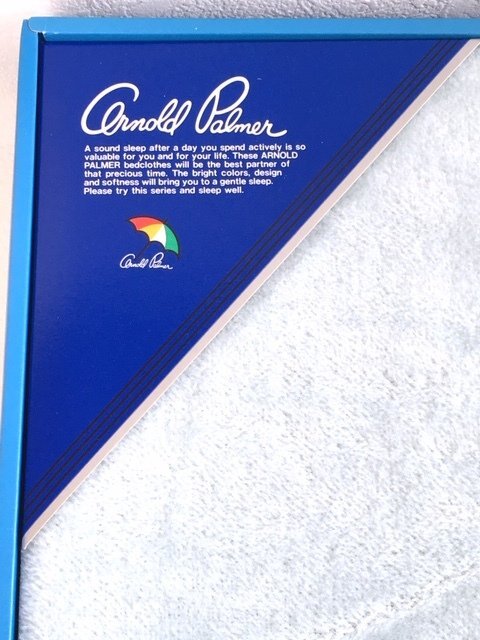 Arnold Palmer
A sound sleep after a day you spend actively is so
valuable for you and for your life. These ARNOLD
PALMER bedclothes will be the best partner of
that precious time. The bright colors, design
and softness will bring you to a gentle sleep.
Please try this series and sleep well.
Arnold Palmer